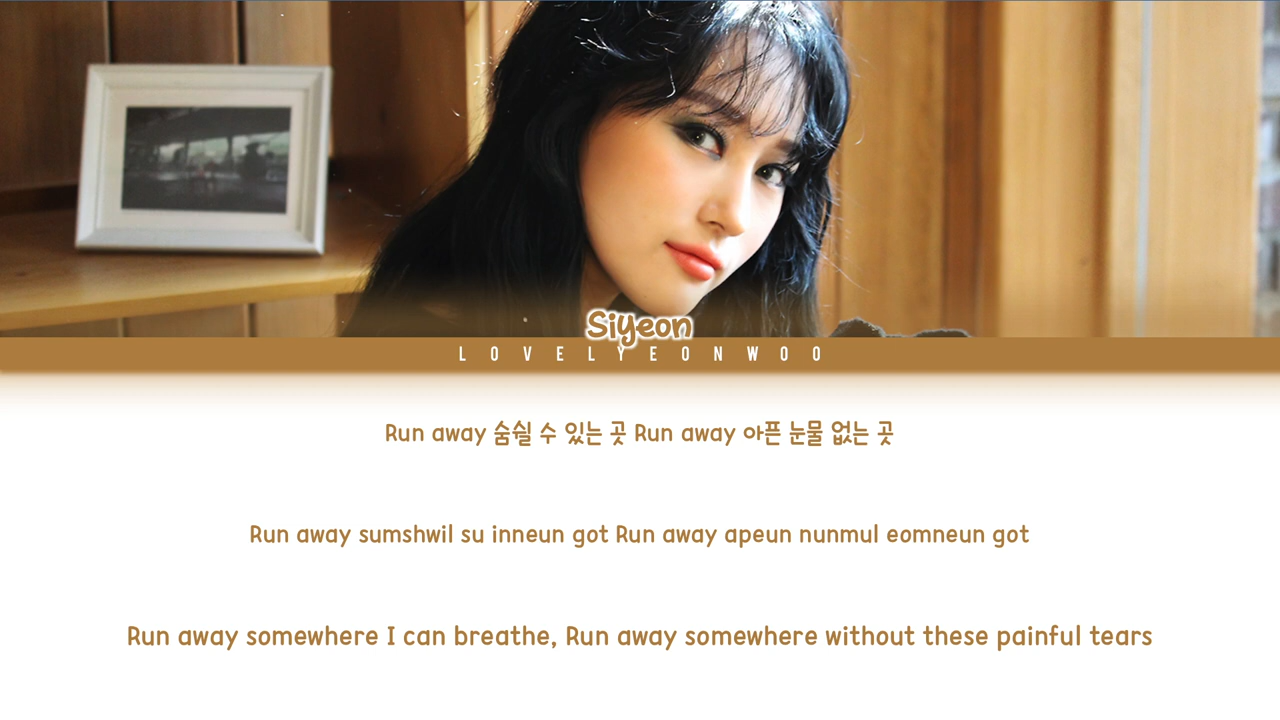 Siyeon
LOVELYEONWOO
Run away 숨쉴 수 있는 곳 Run away 아픈 눈물 없는 곳
Run away sumshwil su inneun got Run away apeun nunmul eomneun got
Run away somewhere I can breathe, Run away somewhere without these painful tears